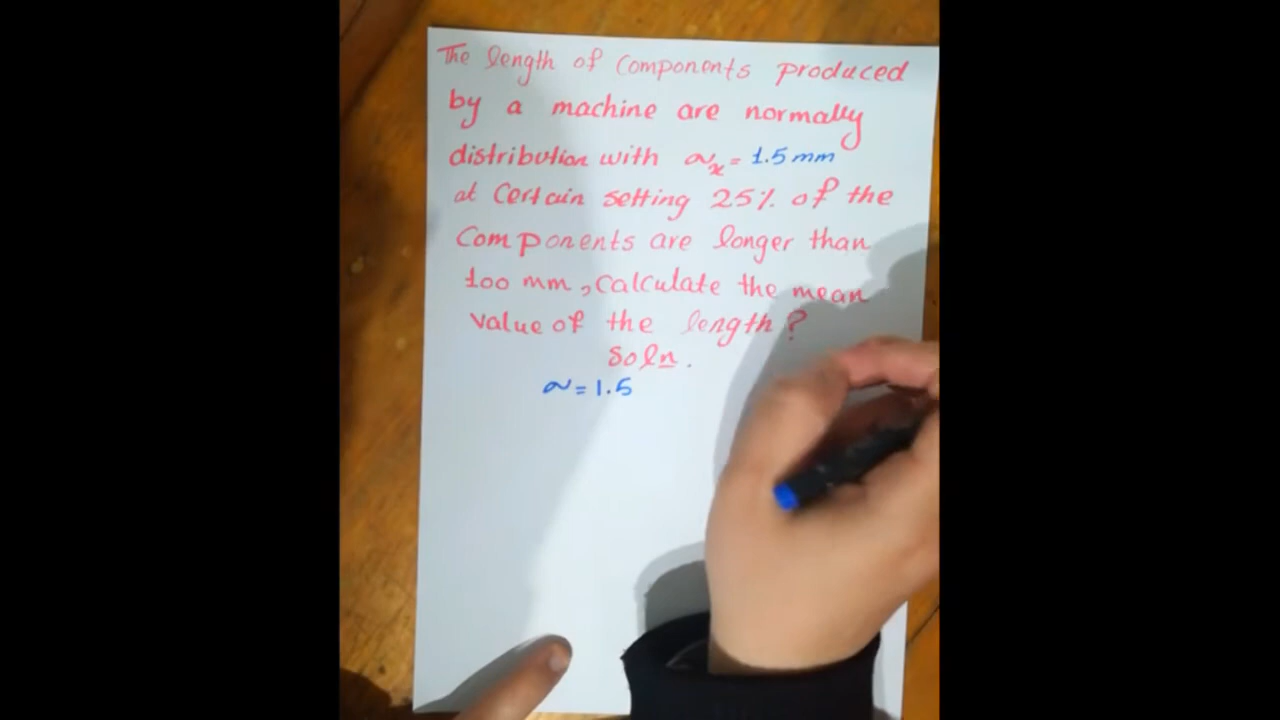 The length of components produced
by a machine are normally
distribution with σx = 1.5 mm
at certain setting 25% of the
components are longer than
100 mm, calculate the mean
value of the length?
soln.
σ = 1.5